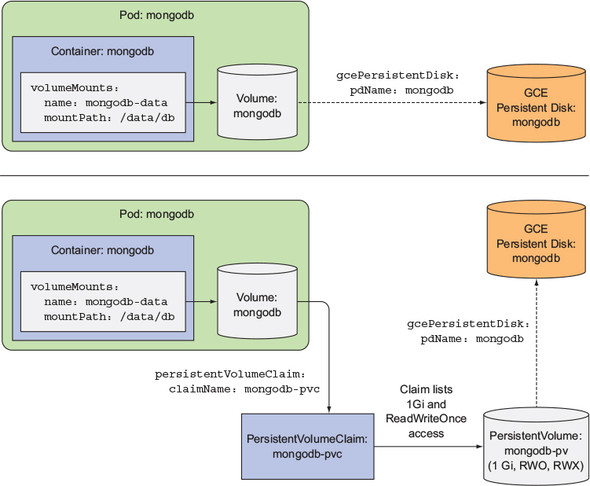 Pod: mongodb
Container: mongodb
volumeMounts:
name: mongodb-data
mountPath: /data/db
Volume:
mongodb
gcePersistentDisk:
pdName: mongodb
GCE
Persistent Disk:
mongodb
Pod: mongodb
Container: mongodb
volumeMounts:
name: mongodb-data
mountPath: /data/db
Volume:
mongodb
GCE
Persistent Disk:
mongodb
gcePersistentDisk:
pdName: mongodb
persistentVolumeClaim:
claimName: mongodb-pvc
Claim lists
1Gi and
ReadWriteOnce
access
PersistentVolumeClaim:
mongodb-pvc
PersistentVolume:
mongodb-pv
(1 Gi, RWO, RWX)